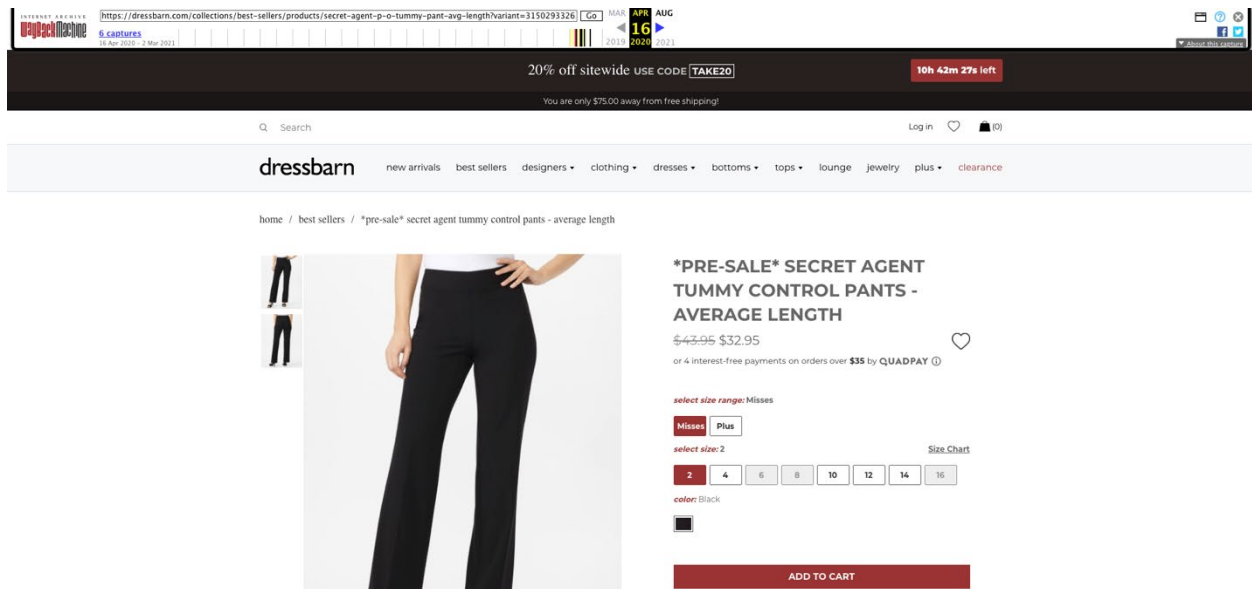 INTERNET ARCHIVE
WayBackMachine
https://dressbarn.com/collections/best-sellers/products/secret-agent-p-o-tummy-pant-avg-length?variant=3150293326 Go MAR APR AUG
6 captures
16 Apr 2020 - 2 Mar 2021
16
2019 2020 2021
About this capture
20% off sitewide USE CODE TAKE20
10h 42m 27s left
You are only $75.00 away from free shipping!
Search
Log in (0)
dressbarn new arrivals best sellers designers clothing dresses bottoms tops lounge jewelry plus clearance
home / best sellers / *pre-sale* secret agent tummy control pants - average length
*PRE-SALE* SECRET AGENT
TUMMY CONTROL PANTS -
AVERAGE LENGTH
$43.95 $32.95
or 4 interest-free payments on orders over $35 by QUADPAY
select size range: Misses
Misses Plus
select size: 2 Size Chart
2 4 6 8 10 12 14 16
color: Black
ADD TO CART